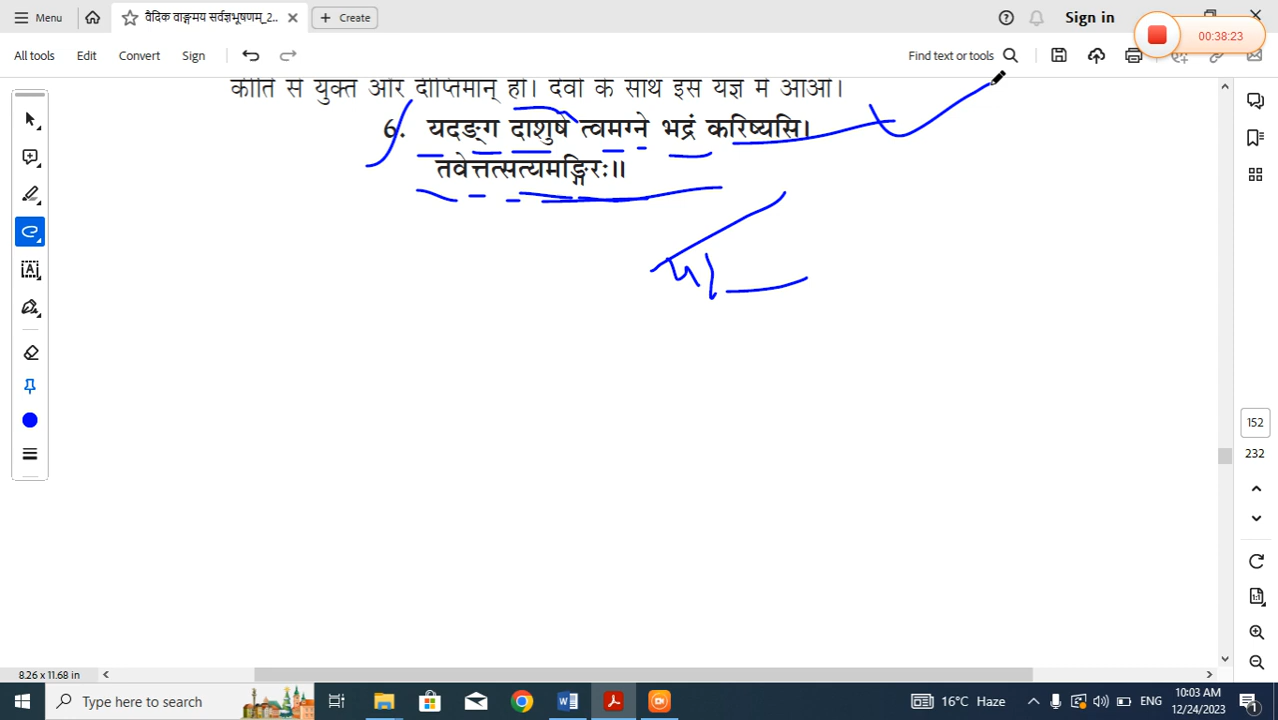 Menu
वैदिक वाङ्गमय सर्वज्ञभूषणम्_2...
Create
Sign in
00:38:23
All tools
Edit
Convert
Sign
Find text or tools
कीर्ति से युक्त और दीप्तिमान् हो। देवों के साथ इस यज्ञ में आओ।
6. यदङ्ग दाशुषे त्वमग्ने भद्रं करिष्यसि।
तवेत्तत्सत्यमङ्गिरः॥
152
232
8.26 x 11.68 in
Type here to search
16°C Haze
ENG
10:03 AM
12/24/2023